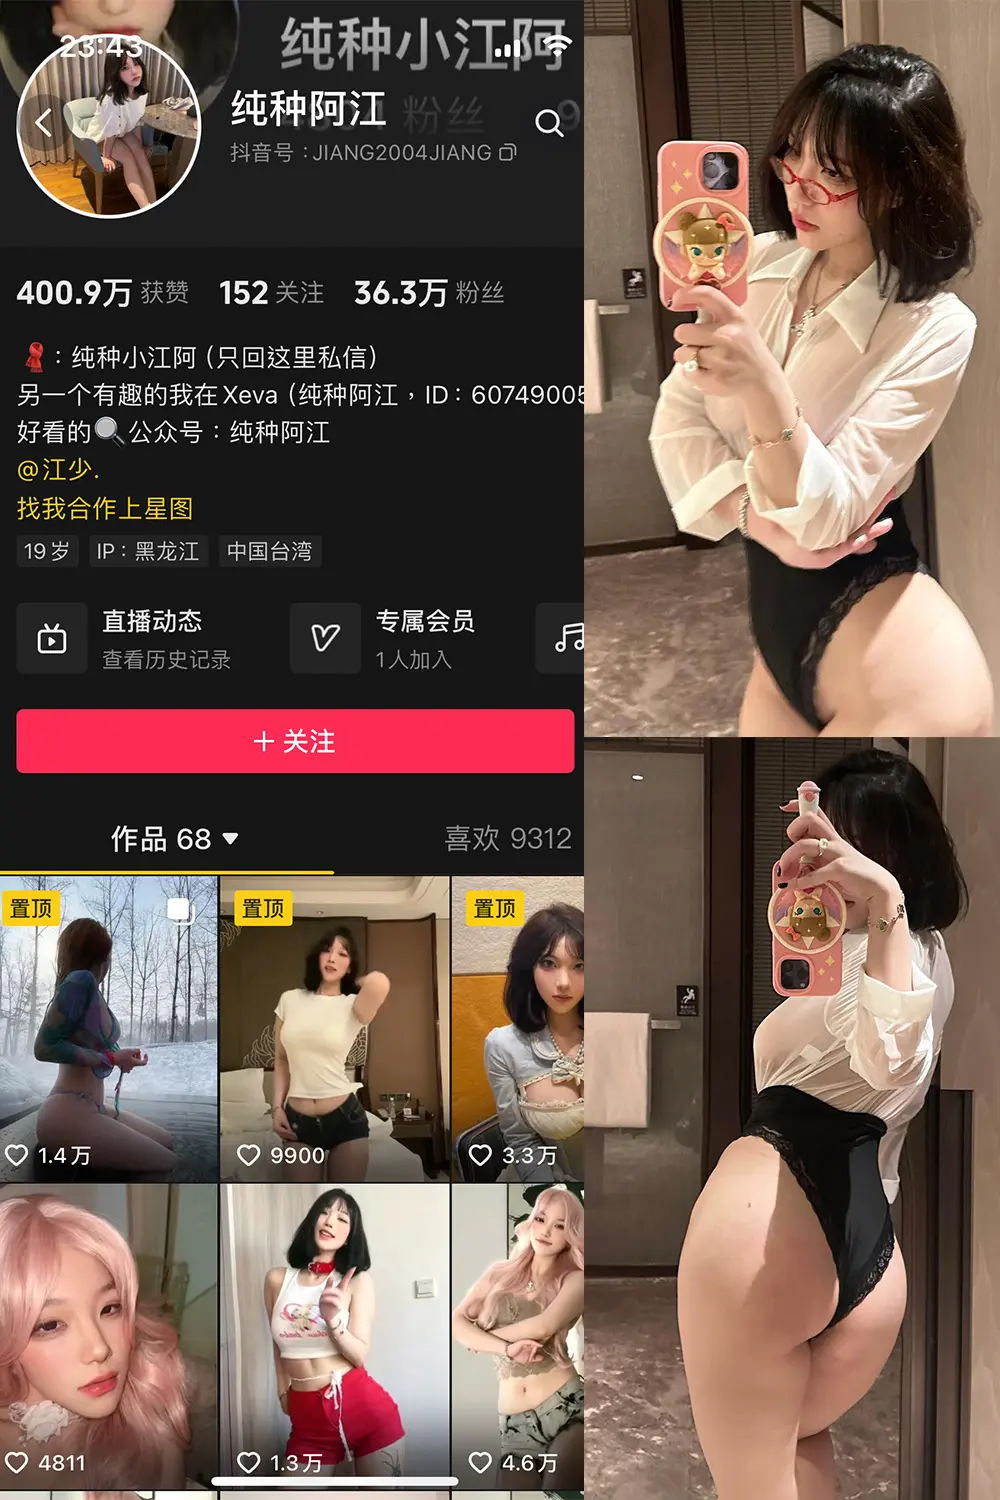 纯种小江阿
23:43
纯种阿江
粉丝
抖音号：JIANG2004JIANG
400.9万 获赞 152 关注 36.3万 粉丝
：纯种小江阿（只回这里私信）
另一个有趣的我在 Xeva（纯种阿江，ID：60749005
好看的🔍公众号：纯种阿江
@江少.
找我合作上星图
19岁 IP：黑龙江 中国台湾
直播动态 专属会员
查看历史记录 1人加入
＋ 关注
作品 68 喜欢 9312
置顶 置顶 置顶
1.4万 9900 3.3万
4811 1.3万 4.6万